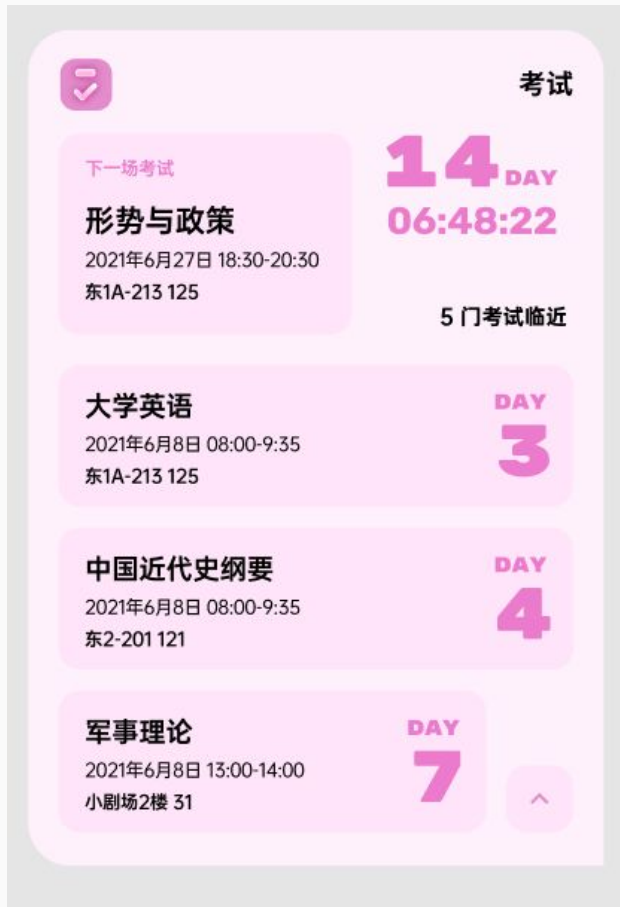 考试
下一场考试
形势与政策
2021年6月27日 18:30-20:30
东1A-213 125
14 DAY
06:48:22
5 门考试临近
大学英语
2021年6月8日 08:00-9:35
东1A-213 125
DAY
3
中国近代史纲要
2021年6月8日 08:00-9:35
东2-201 121
DAY
4
军事理论
2021年6月8日 13:00-14:00
小剧场2楼 31
DAY
7